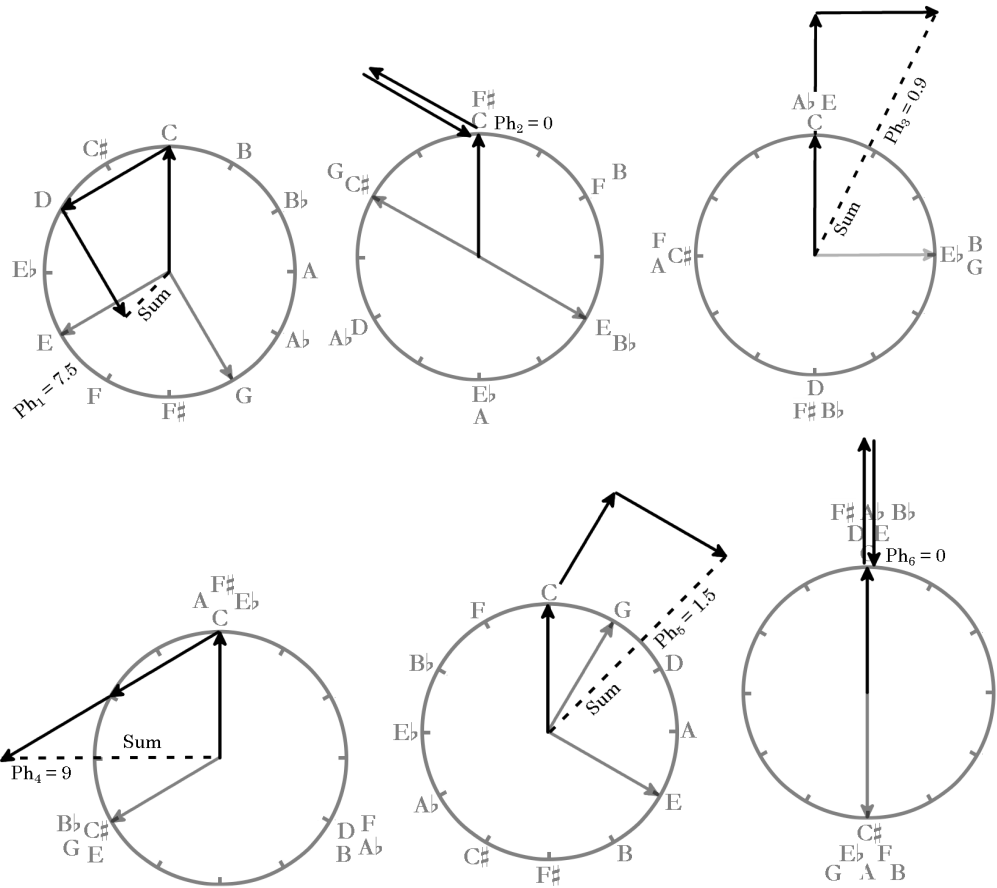 C
C♯
B
D
B♭
E♭
A
E
A♭
F
G
F♯
Sum
Ph1 = 7.5
F♯
C
Ph2 = 0
G
C♯
B
F
D
A♭
E
B♭
E♭
A
A♭ E
C
Ph3 = 0.9
Sum
F
A
C♯
E♭
B
G
D
F♯ B♭
F♯
A E♭
C
Sum
Ph4 = 9
B♭ C♯
G E
D F
B A♭
C
F
G
B♭
D
E♭
A
A♭
E
C♯
B
F♯
Sum
Ph5 = 1.5
F♯ A♭ B♭
D E
C
Ph6 = 0
C♯
E♭ F
G A B